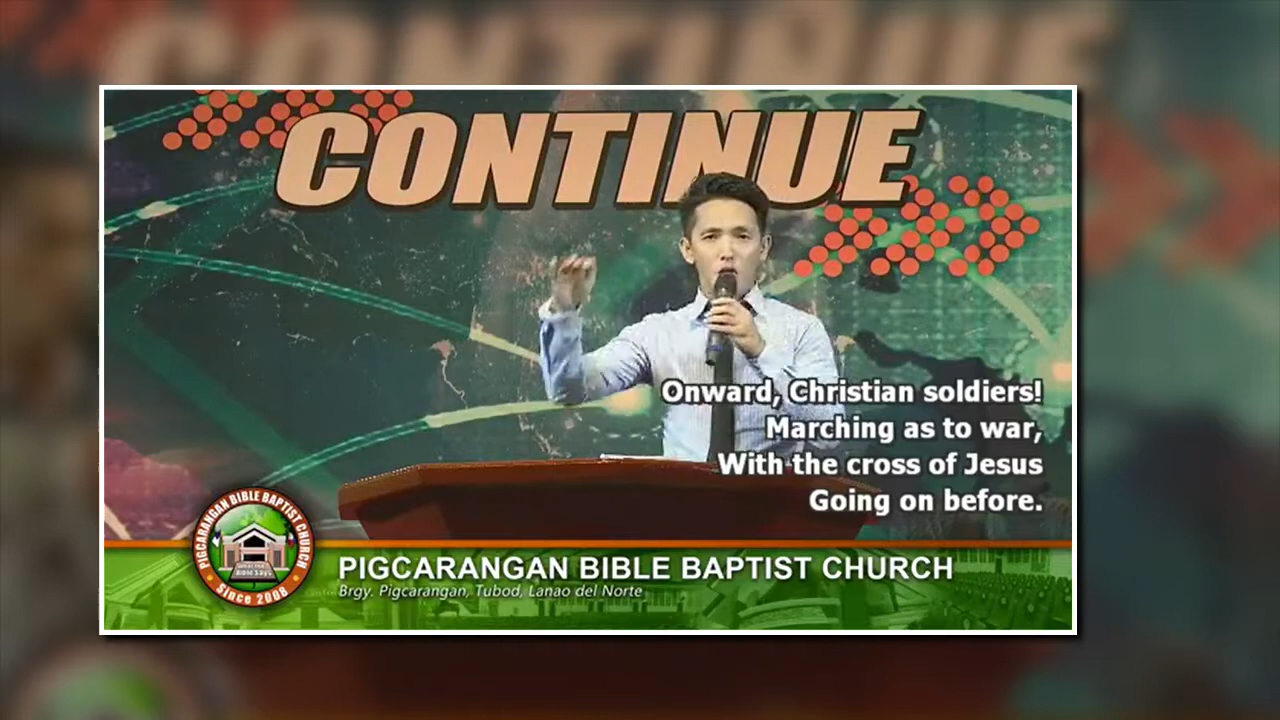 CONTINUE
Onward, Christian soldiers!
Marching as to war,
With the cross of Jesus
Going on before.
PIGCARANGAN BIBLE BAPTIST CHURCH
Since 2008
PIGCARANGAN BIBLE BAPTIST CHURCH
Brgy. Pigcarangan, Tubod, Lanao del Norte